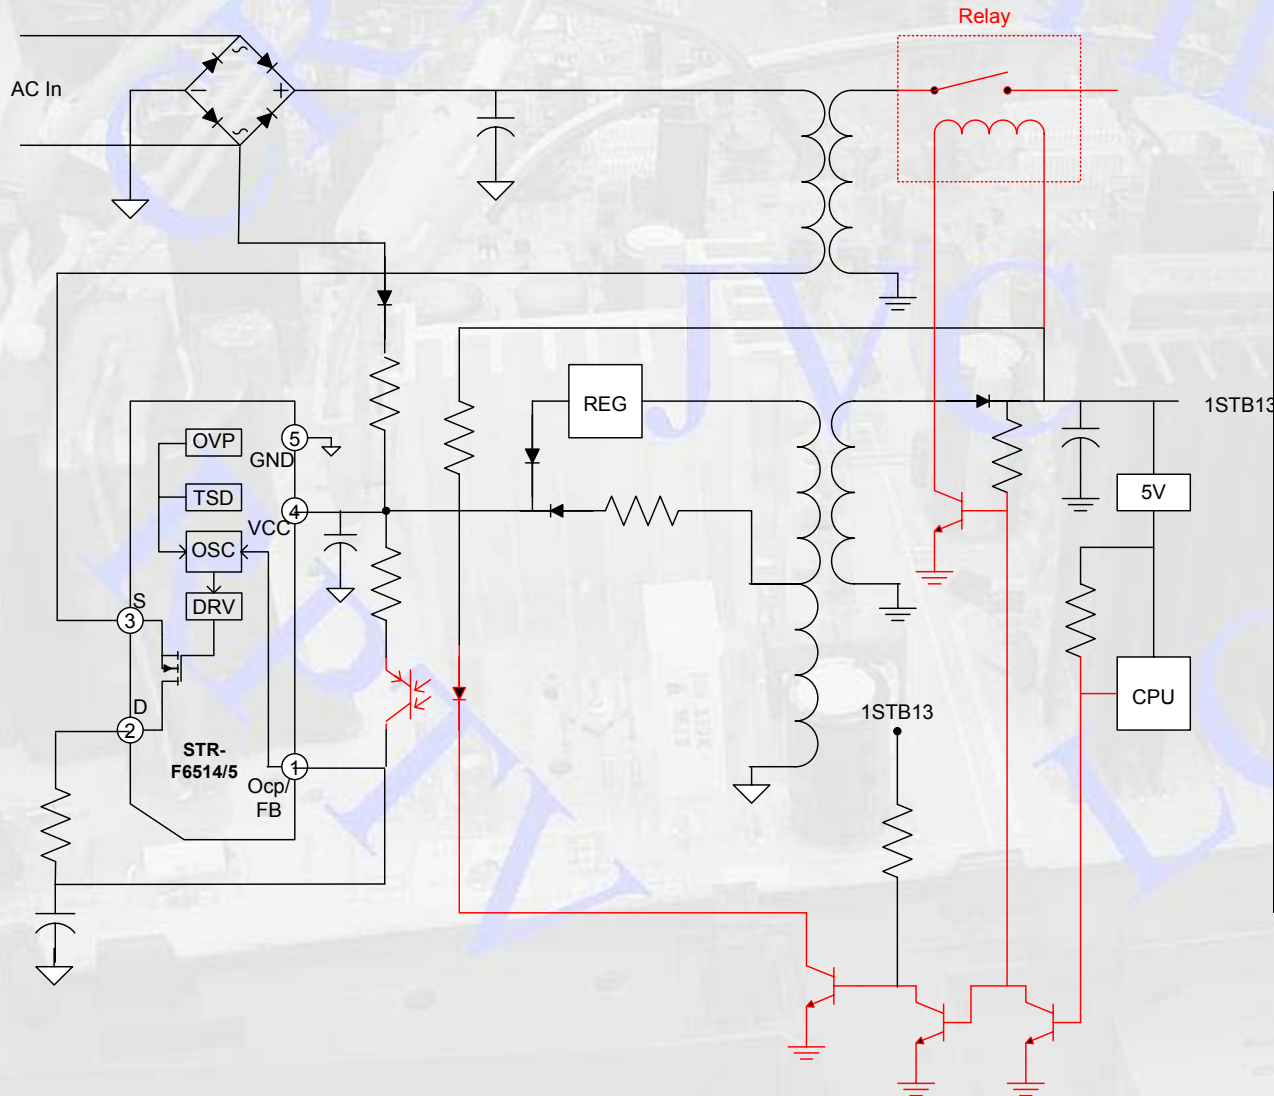 Relay
AC In
REG
1STB13
OVP
5
GND
TSD
5V
4
VCC
OSC
DRV
S
3
CPU
D
1STB13
2
STR-
F6514/5
1
Ocp/
FB
JVC